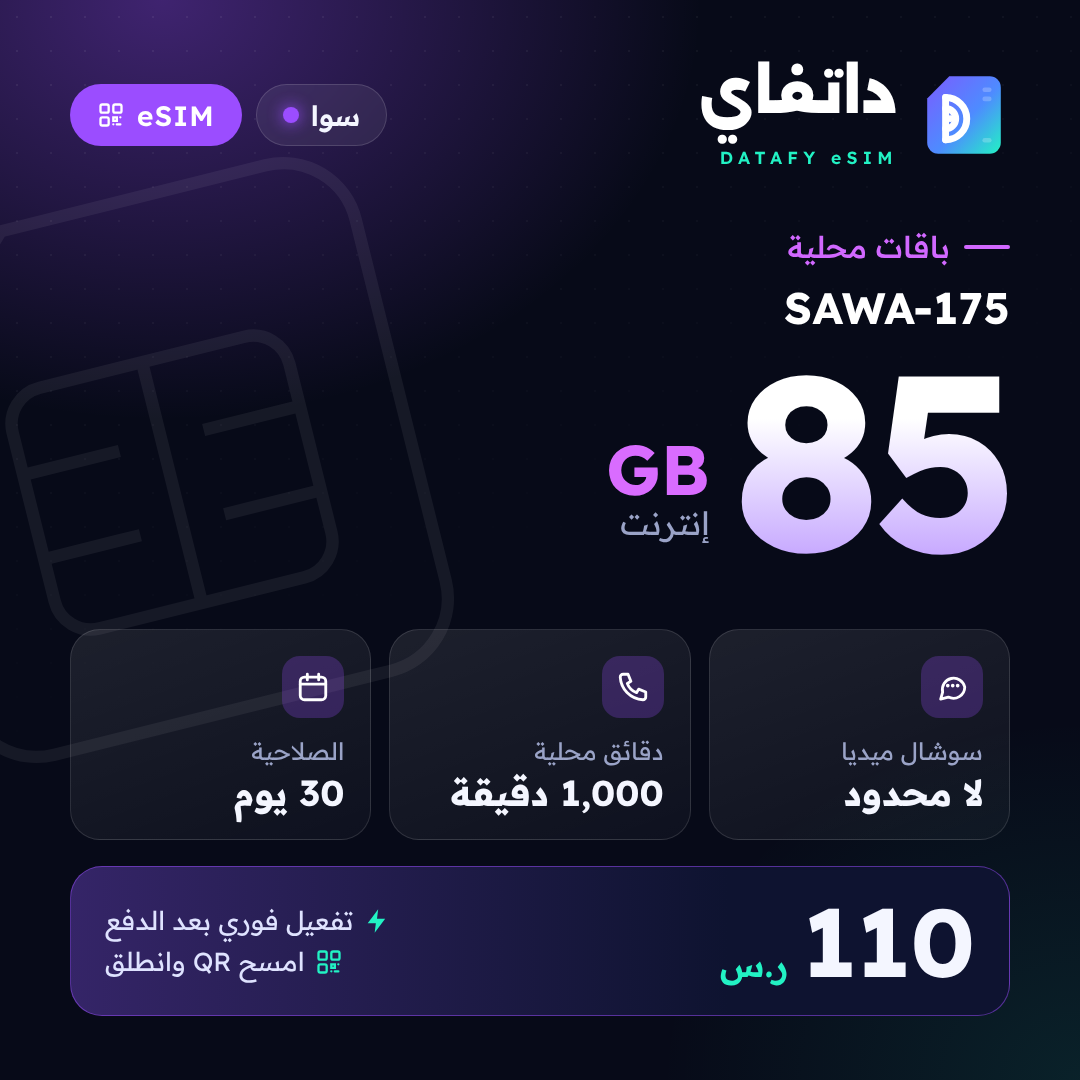 داتفاي
DATAFY eSIM
سوا
eSIM
باقات محلية
SAWA-175
85
GB
إنترنت
سوشال ميديا
لا محدود
دقائق محلية
1,000 دقيقة
الصلاحية
30 يوم
110 ر.س
تفعيل فوري بعد الدفع
امسح QR وانطلق